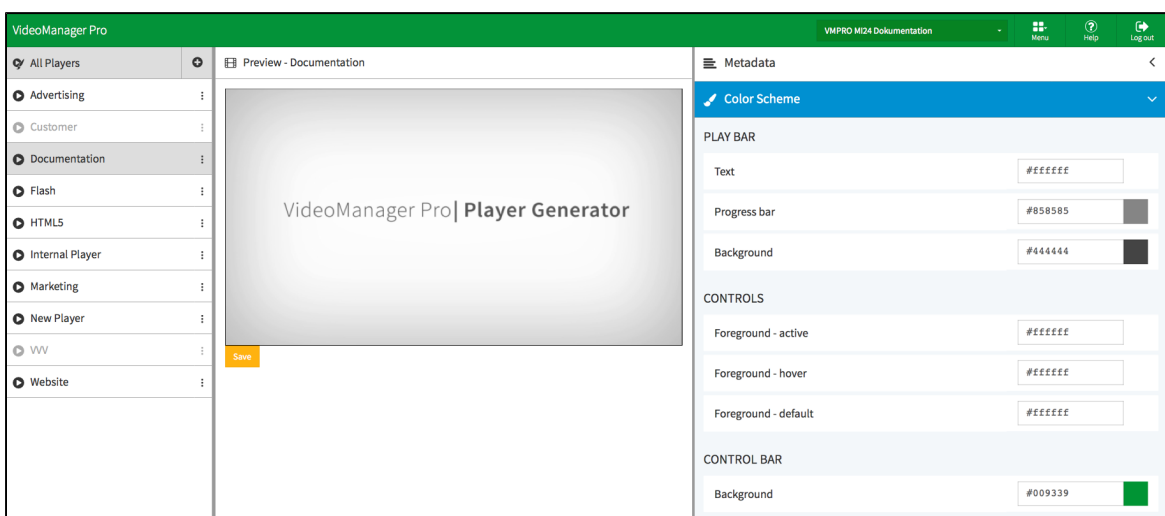 VideoManager Pro
VMPRO MI24 Dokumentation
Menu
Help
Log out
All Players
Advertising
Customer
Documentation
Flash
HTML5
Internal Player
Marketing
New Player
VVV
Website
Preview - Documentation
VideoManager Pro| Player Generator
Save
Metadata
Color Scheme
PLAY BAR
Text #ffffff
Progress bar #858585
Background #444444
CONTROLS
Foreground - active #ffffff
Foreground - hover #ffffff
Foreground - default #ffffff
CONTROL BAR
Background #009339